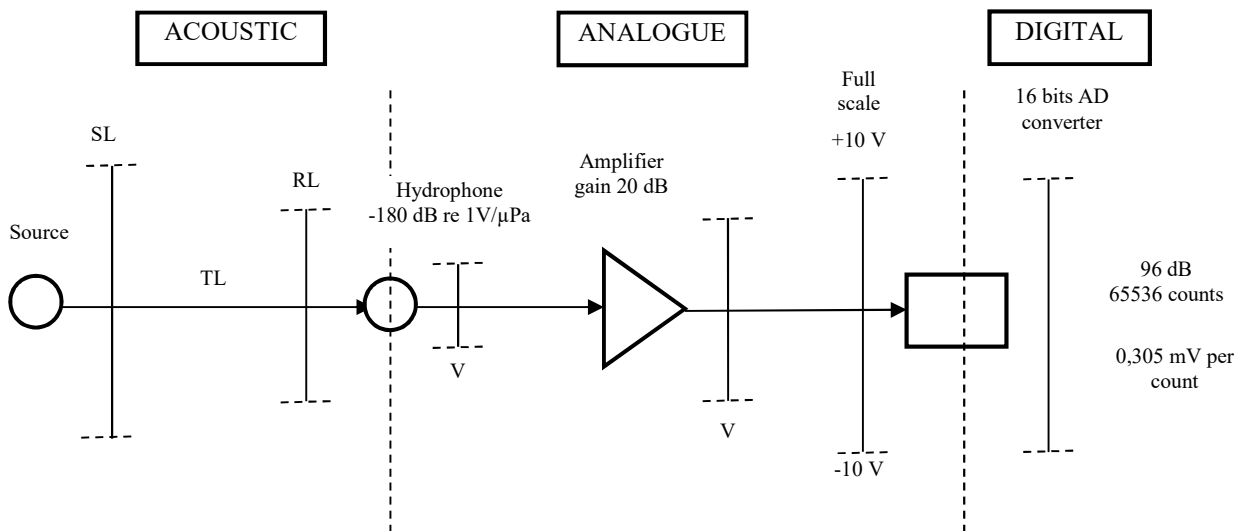 ACOUSTIC
ANALOGUE
DIGITAL
Source
SL
TL
RL
Hydrophone
-180 dB re 1V/µPa
V
Amplifier
gain 20 dB
V
Full
scale
+10 V
-10 V
16 bits AD
converter
96 dB
65536 counts
0,305 mV per
count